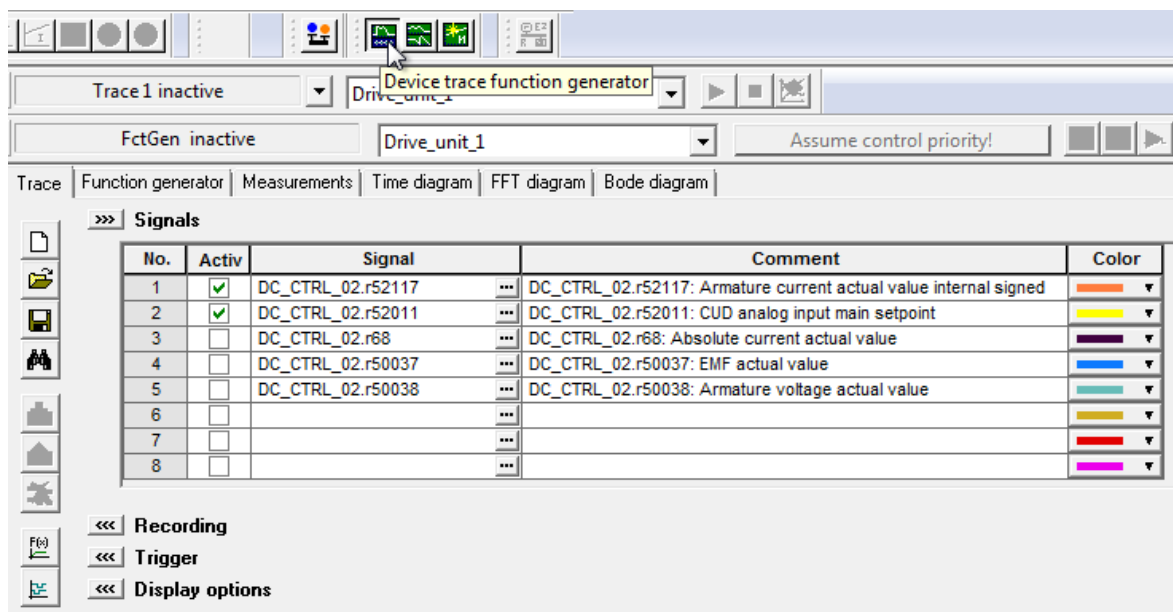 Device trace function generator
Trace 1 inactive
Drive_unit_1
FctGen inactive
Drive_unit_1
Assume control priority!
Trace Function generator Measurements Time diagram FFT diagram Bode diagram
>>> Signals
No. Activ Signal Comment Color
1 DC_CTRL_02.r52117 ... DC_CTRL_02.r52117: Armature current actual value internal signed
2 DC_CTRL_02.r52011 ... DC_CTRL_02.r52011: CUD analog input main setpoint
3 DC_CTRL_02.r68 ... DC_CTRL_02.r68: Absolute current actual value
4 DC_CTRL_02.r50037 ... DC_CTRL_02.r50037: EMF actual value
5 DC_CTRL_02.r50038 ... DC_CTRL_02.r50038: Armature voltage actual value
6 ...
7 ...
8 ...
<<< Recording
F(x)
<<< Trigger
<<< Display options